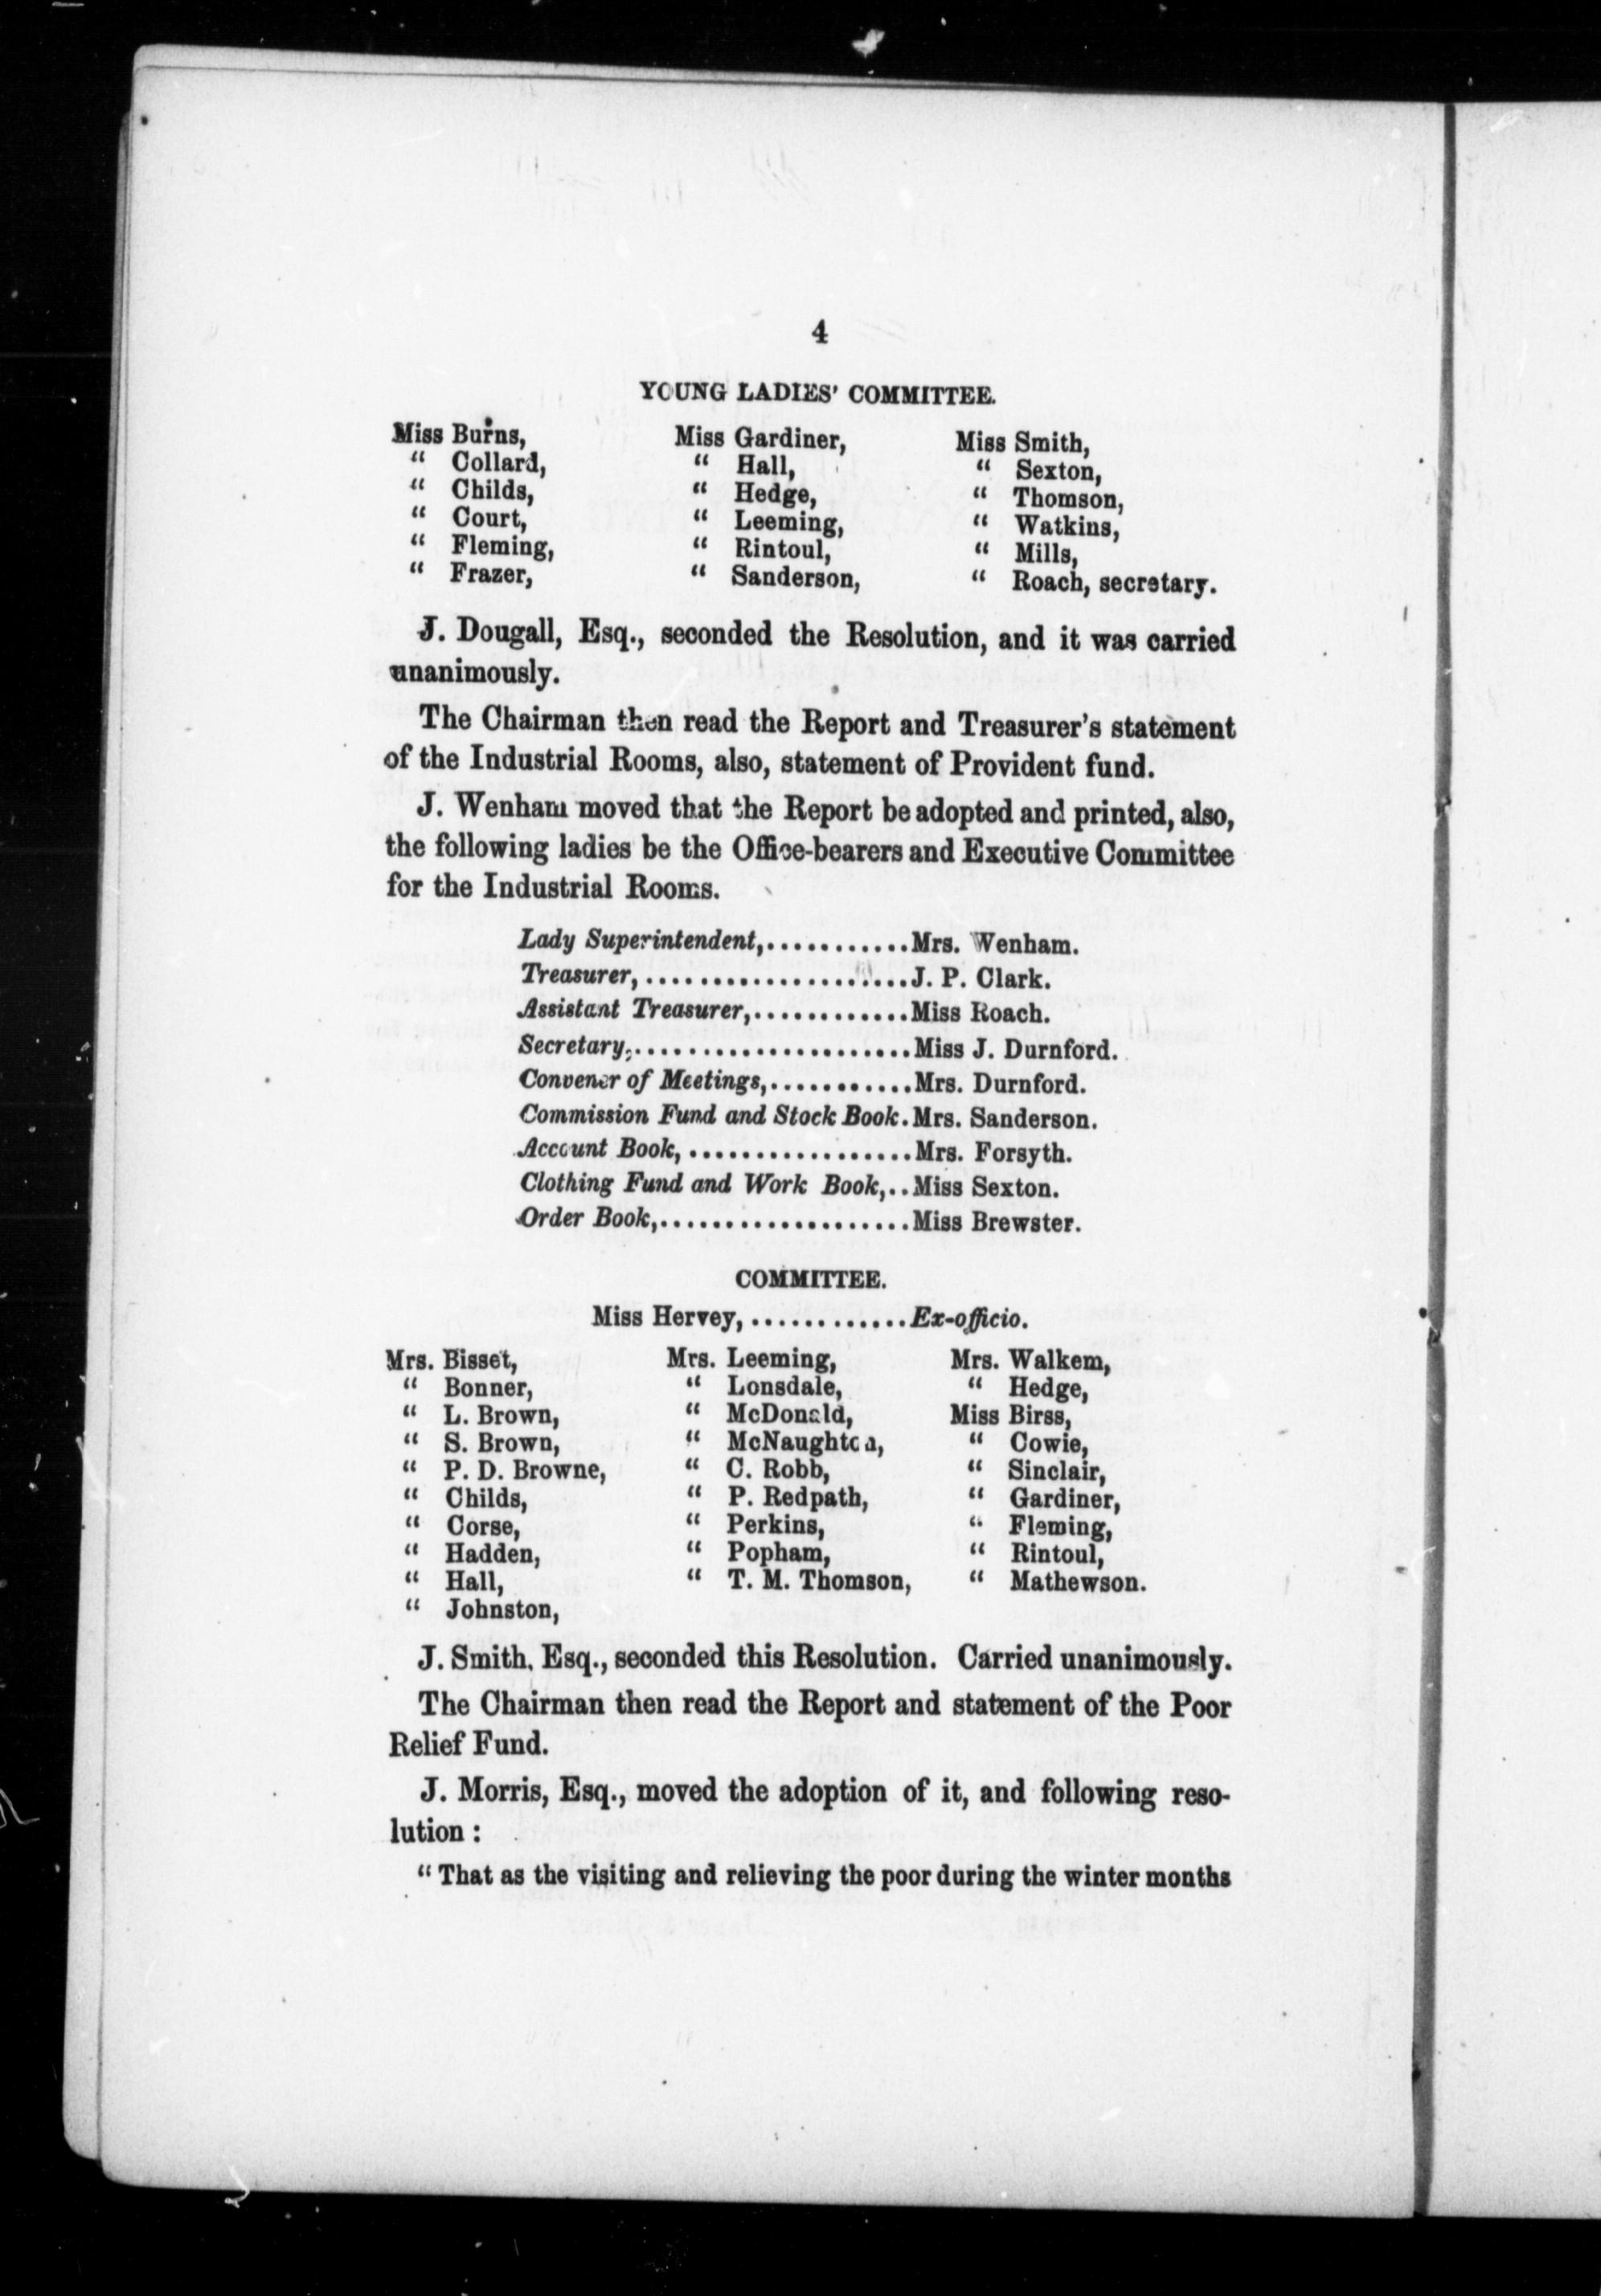 4
YOUNG LADIES' COMMITTEE.
Miss Burns, Miss Gardiner, Miss Smith,
“ Collard, “ Hall, “ Sexton,
“ Childs, “ Hedge, “ Thomson,
“ Court, “ Leeming, “ Watkins,
“ Fleming, “ Rintoul, “ Mills,
“ Frazer, “ Sanderson, “ Roach, secretary.
J. Dougall, Esq., seconded the Resolution, and it was carried
unanimously.
The Chairman then read the Report and Treasurer's statement
of the Industrial Rooms, also, statement of Provident fund.
J. Wenham moved that the Report be adopted and printed, also,
the following ladies be the Office-bearers and Executive Committee
for the Industrial Rooms.
Lady Superintendent,...........Mrs. Wenham.
Treasurer,....................J. P. Clark.
Assistant Treasurer,............Miss Roach.
Secretary,.....................Miss J. Durnford.
Convener of Meetings,...........Mrs. Durnford.
Commission Fund and Stock Book.Mrs. Sanderson.
Account Book,.................Mrs. Forsyth.
Clothing Fund and Work Book,..Miss Sexton.
Order Book,...................Miss Brewster.
COMMITTEE.
Miss Hervey,............Ex-officio.
Mrs. Bisset, Mrs. Leeming, Mrs. Walkem,
“ Bonner, “ Lonsdale, “ Hedge,
“ L. Brown, “ McDonald, Miss Birss,
“ S. Brown, “ McNaughton, “ Cowie,
“ P. D. Browne, “ C. Robb, “ Sinclair,
“ Childs, “ P. Redpath, “ Gardiner,
“ Corse, “ Perkins, “ Fleming,
“ Hadden, “ Popham, “ Rintoul,
“ Hall, “ T. M. Thomson, “ Mathewson.
“ Johnston,
J. Smith, Esq., seconded this Resolution. Carried unanimously.
The Chairman then read the Report and statement of the Poor
Relief Fund.
J. Morris, Esq., moved the adoption of it, and following reso-
lution :
“ That as the visiting and relieving the poor during the winter months